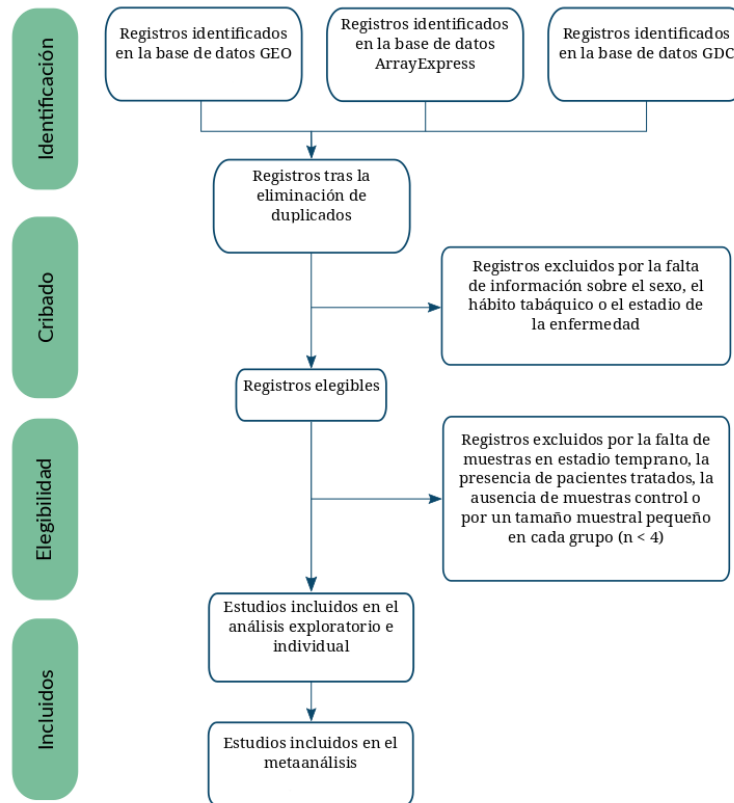 Identificación
Registros identificados
en la base de datos GEO
Registros identificados
en la base de datos
ArrayExpress
Registros identificados
en la base de datos GDC
Registros tras la
eliminación de
duplicados
Cribado
Registros excluidos por la falta
de información sobre el sexo, el
hábito tabáquico o el estadio de
la enfermedad
Registros elegibles
Elegibilidad
Registros excluidos por la falta de
muestras en estadio temprano, la
presencia de pacientes tratados, la
ausencia de muestras control o
por un tamaño muestral pequeño
en cada grupo (n < 4)
Estudios incluidos en el
análisis exploratorio e
individual
Incluidos
Estudios incluidos en el
metaanálisis